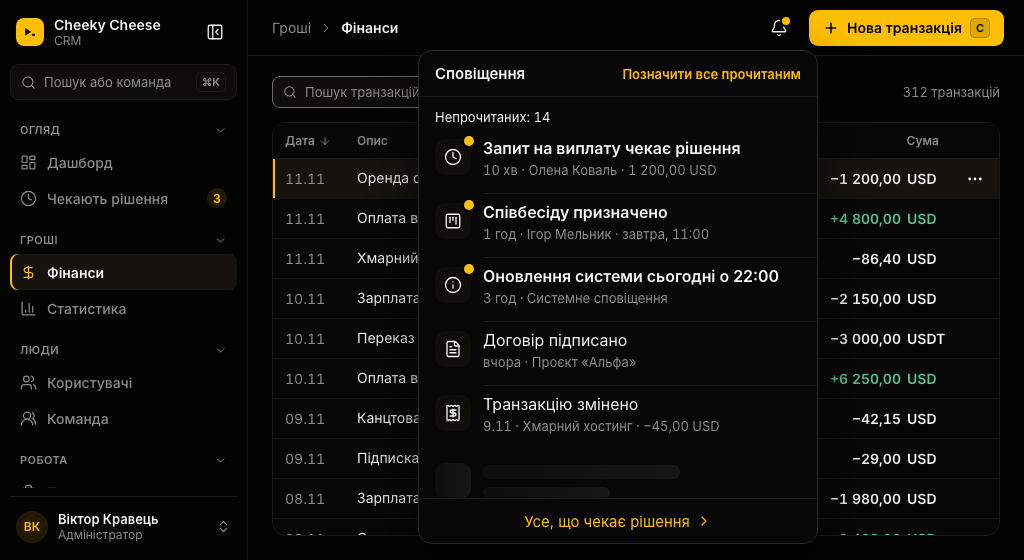 Cheeky Cheese
CRM
Пошук або команда ⌘K
ОГЛЯД
Дашборд
Чекають рішення 3
ГРОШІ
Фінанси
Статистика
ЛЮДИ
Користувачі
Команда
РОБОТА
ВК
Віктор Кравець
Адміністратор
Гроші > Фінанси
Нова транзакція C
Пошук транзакцій
312 транзакцій
Дата ↓ Опис Сума
11.11 Оренда −1 200,00 USD
11.11 Оплата +4 800,00 USD
11.11 Хмарний −86,40 USD
10.11 Зарплата −2 150,00 USD
10.11 Переказ −3 000,00 USDT
10.11 Оплата +6 250,00 USD
09.11 −42,15 USD
09.11 Підписка −29,00 USD
08.11 Зарплата −1 980,00 USD
Сповіщення
Позначити все прочитаним
Непрочитаних: 14
Запит на виплату чекає рішення
10 хв · Олена Коваль · 1 200,00 USD
Співбесіду призначено
1 год · Ігор Мельник · завтра, 11:00
Оновлення системи сьогодні о 22:00
3 год · Системне сповіщення
Договір підписано
вчора · Проєкт «Альфа»
Транзакцію змінено
9.11 · Хмарний хостинг · −45,00 USD
Усе, що чекає рішення >